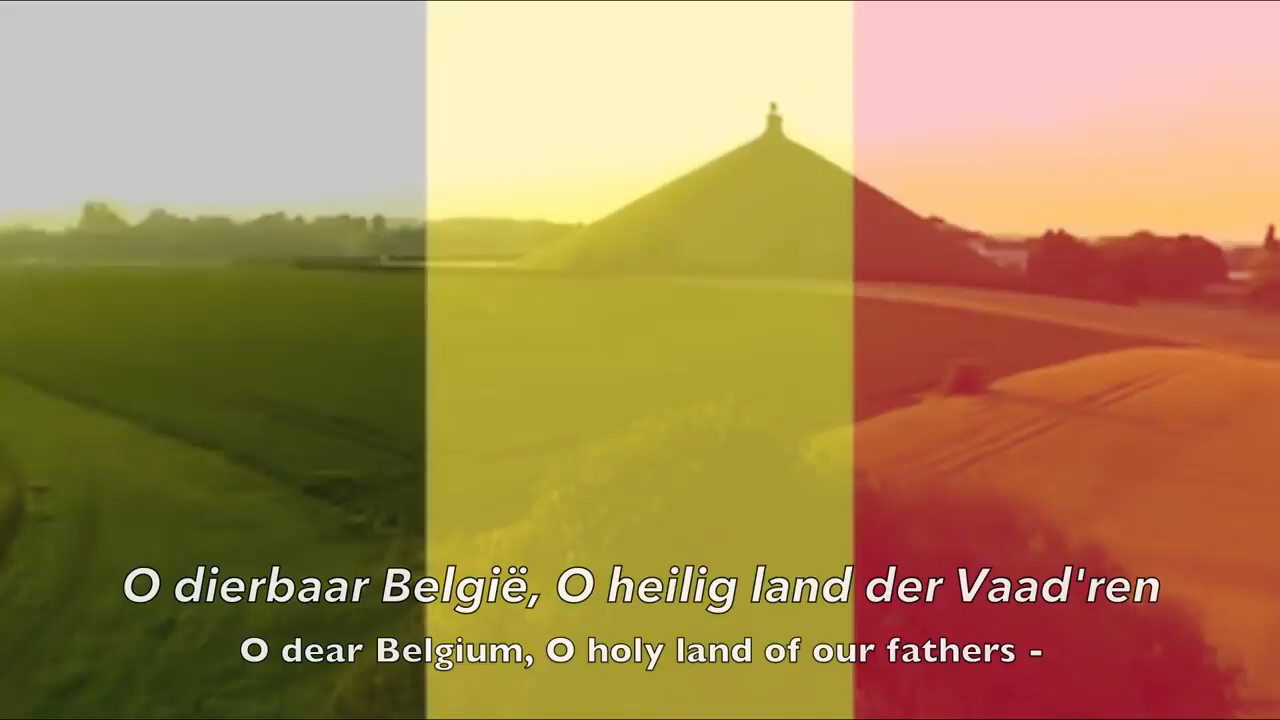 O dierbaar België, O heilig land der Vaad'ren
O dear Belgium, O holy land of our fathers -